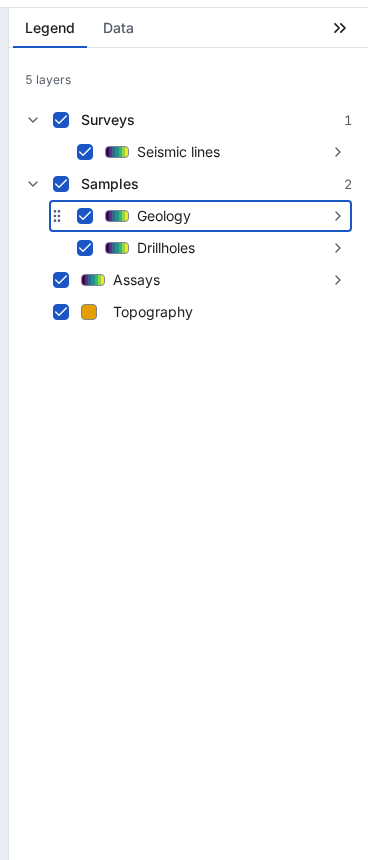 Legend Data
5 layers
Surveys 1
Seismic lines
Samples 2
Geology
Drillholes
Assays
Topography